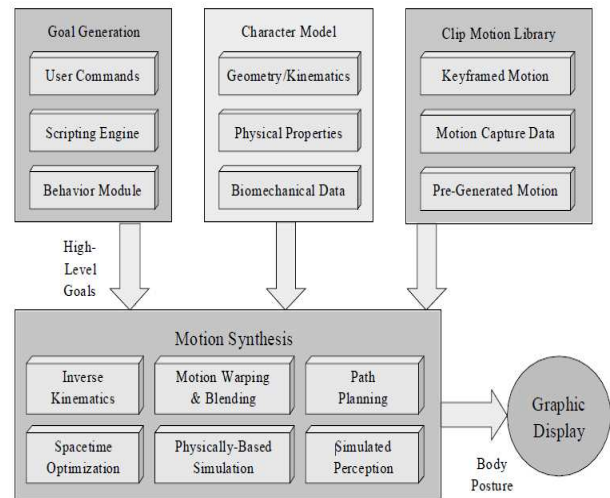 Goal Generation
User Commands
Scripting Engine
Behavior Module
Character Model
Geometry/Kinematics
Physical Properties
Biomechanical Data
Clip Motion Library
Keyframed Motion
Motion Capture Data
Pre-Generated Motion
High-
Level
Goals
Motion Synthesis
Inverse
Kinematics
Motion Warping
& Blending
Path
Planning
Spacetime
Optimization
Physically-Based
Simulation
Simulated
Perception
Body
Posture
Graphic
Display